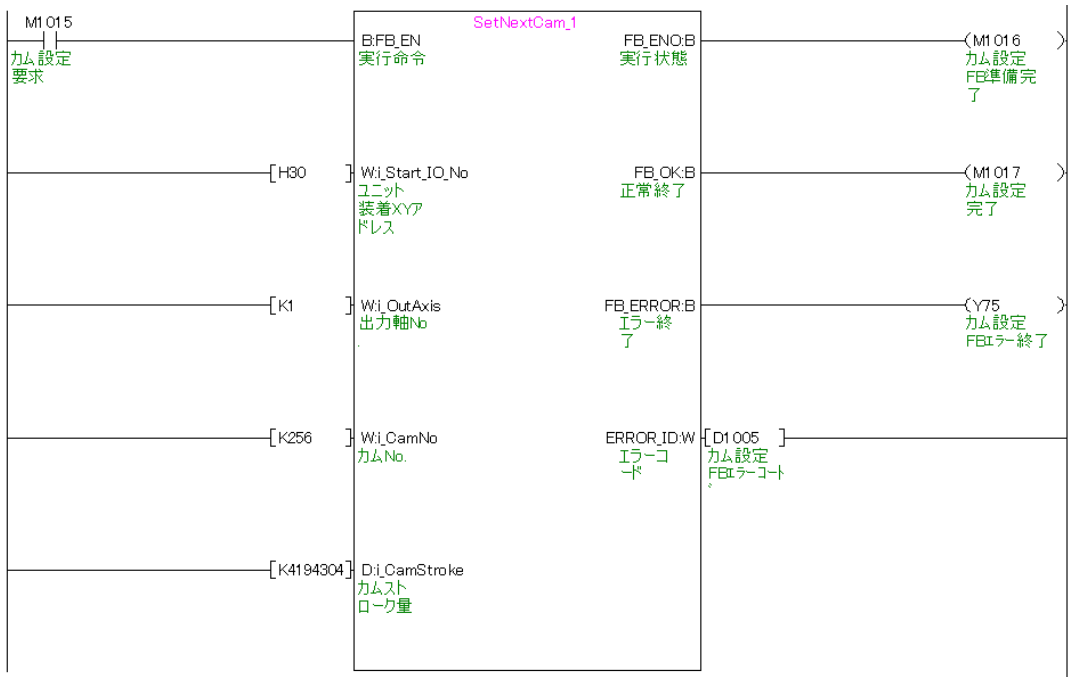 M1015
カム設定
要求
SetNextCam_1
B:FB_EN
実行命令
FB_ENO:B
実行状態
(M1016 )
カム設定
FB準備完
了
[H30 ]
W:i_Start_IO_No
ユニット
装着XYア
ドレス
FB_OK:B
正常終了
(M1017 )
カム設定
完了
[K1 ]
W:i_OutAxis
出力軸No
.
FB_ERROR:B
エラー終
了
(Y75 )
カム設定
FBｴﾗｰ終了
[K256 ]
W:i_CamNo
カムNo.
ERROR_ID:W
エラーコ
ード
[D1005 ]
カム設定
FBｴﾗｰｺｰﾄ
ﾞ
[K4194304]
D:i_CamStroke
カムスト
ローク量